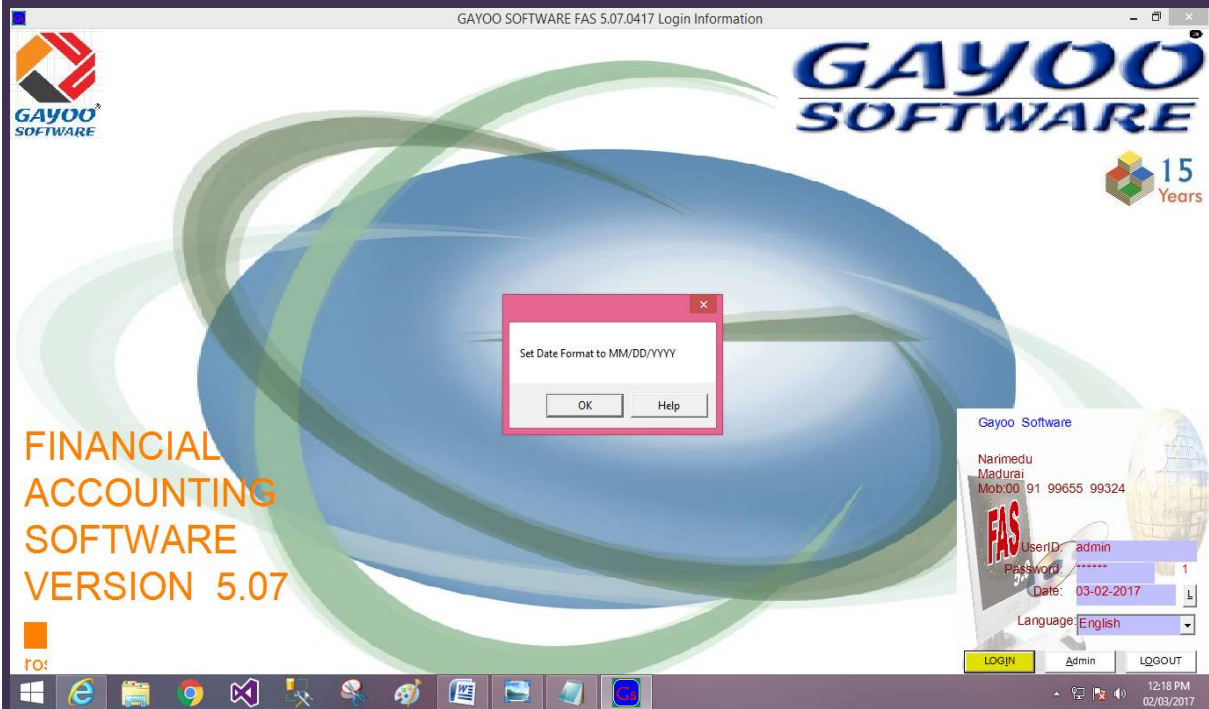 GAYOO SOFTWARE FAS 5.07.0417 Login Information
GAYOO®
SOFTWARE
GAYOO
SOFTWARE
15
Years
Set Date Format to MM/DD/YYYY
OK
Help
FINANCIAL
ACCOUNTING
SOFTWARE
VERSION 5.07
Gayoo Software
Narimedu
Madurai
Mob:00 91 99655 99324
FAS
UserID: admin
Password: ****** 1
Date: 03-02-2017 L
Language: English
LOGIN Admin LOGOUT
Gs
12:18 PM
02/03/2017